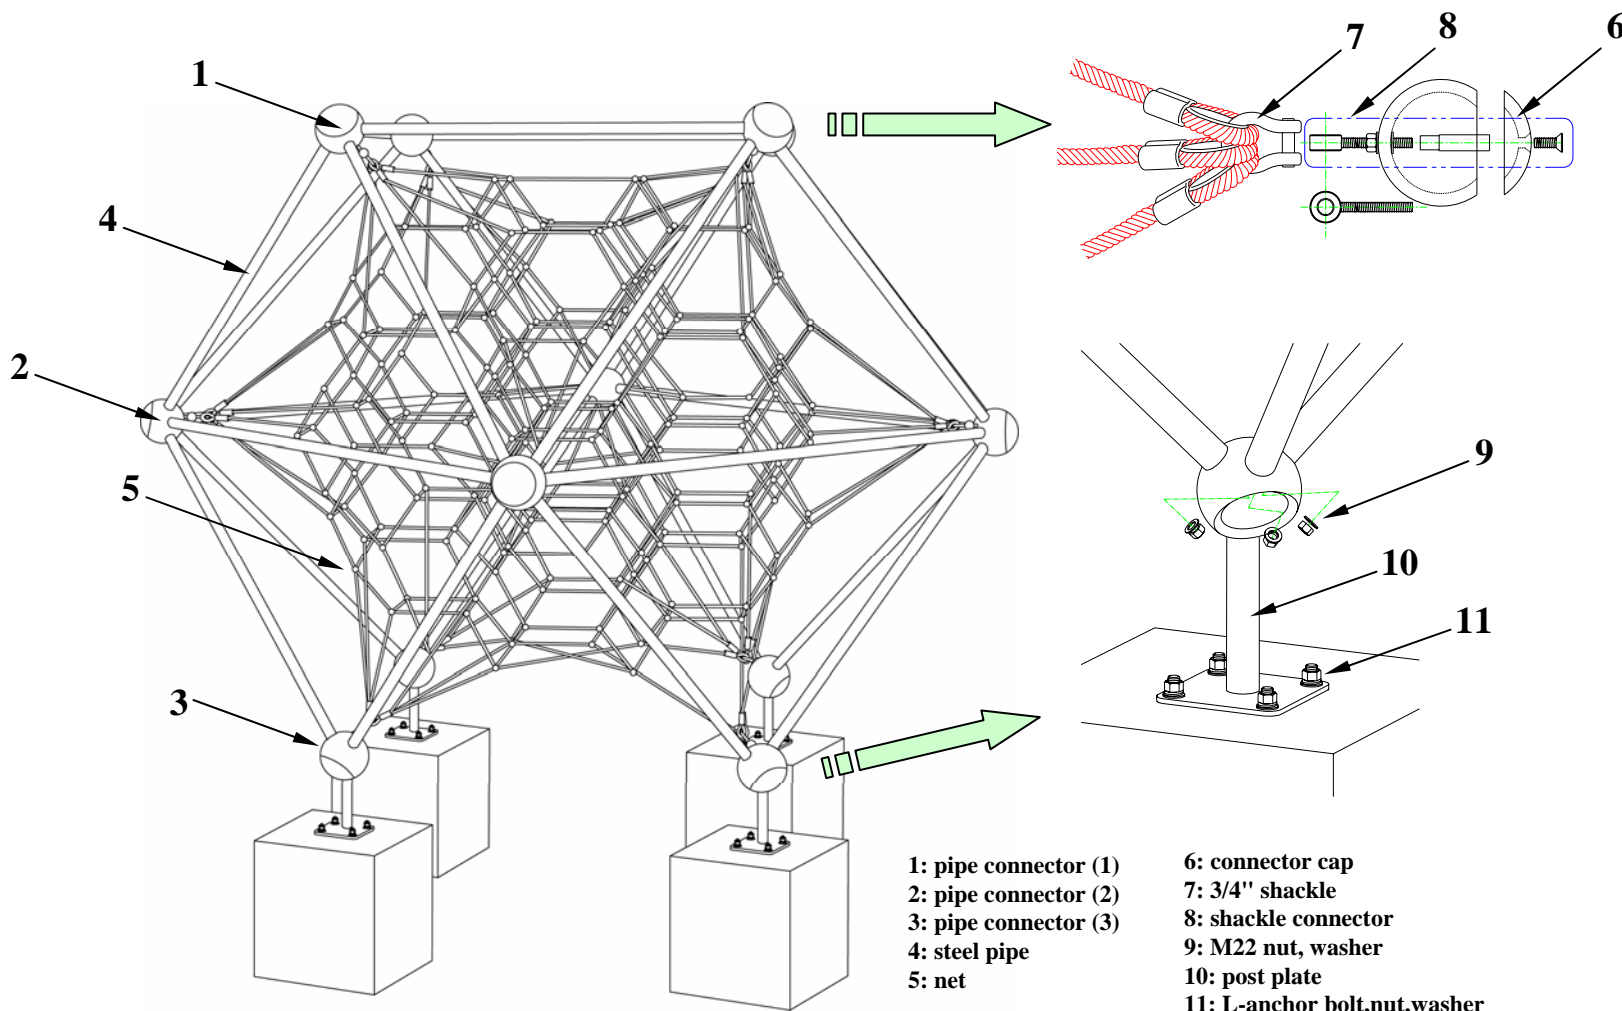 1
7
8
6
4
2
5
9
10
11
3
1: pipe connector (1)
2: pipe connector (2)
3: pipe connector (3)
4: steel pipe
5: net
6: connector cap
7: 3/4" shackle
8: shackle connector
9: M22 nut, washer
10: post plate
11: L-anchor bolt,nut,washer